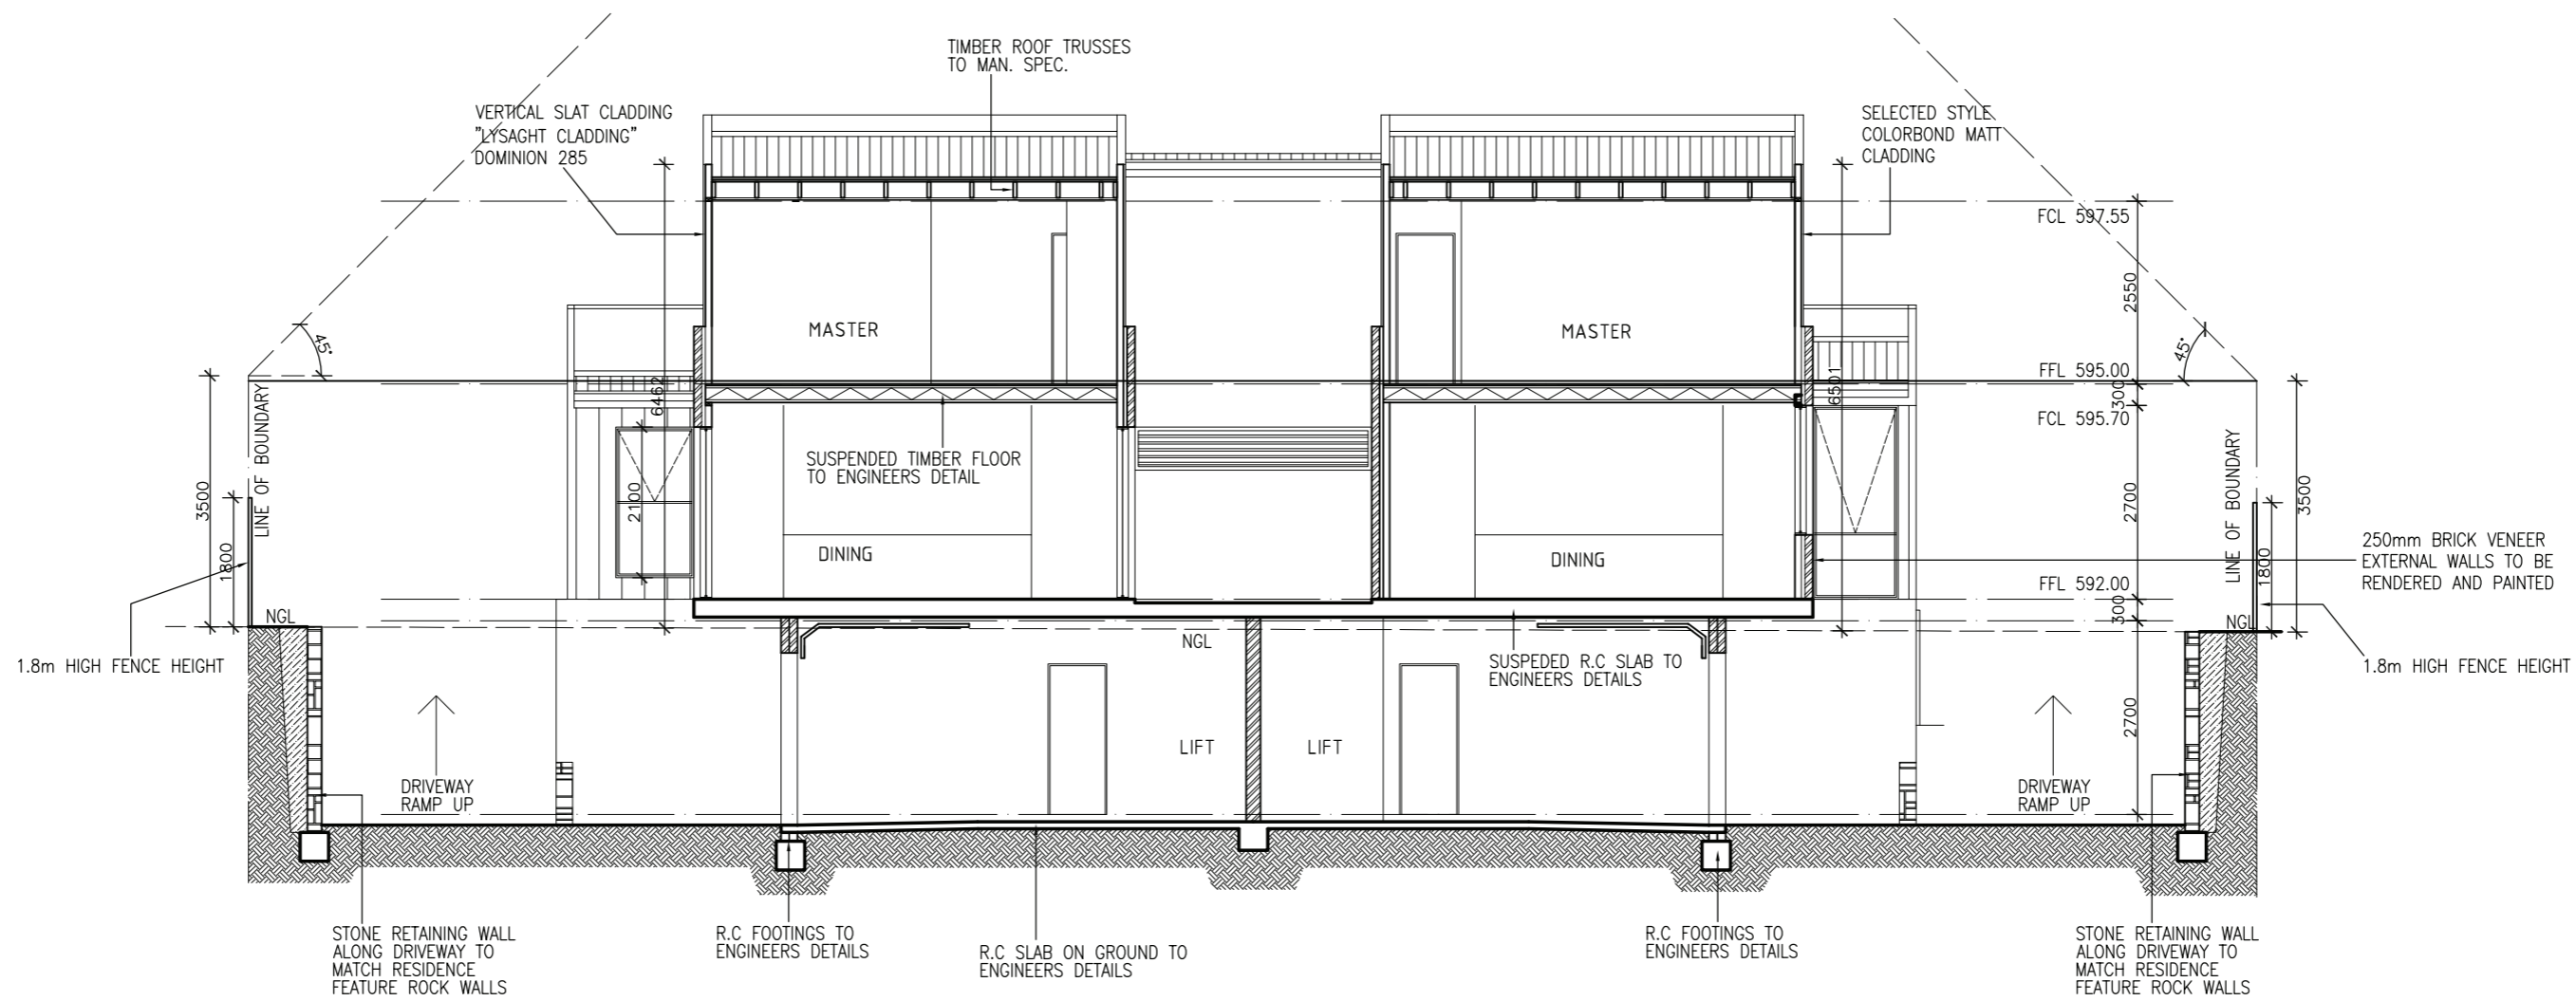 TIMBER ROOF TRUSSES
TO MAN. SPEC.
VERTICAL SLAT CLADDING
"LYSAGHT CLADDING"
DOMINION 285
SELECTED STYLE
COLORBOND MATT
CLADDING
FCL 597.55
2550
MASTER
MASTER
45°
45°
6462
6501
FFL 595.00
300
FCL 595.70
LINE OF BOUNDARY
3500
1800
2100
SUSPENDED TIMBER FLOOR
TO ENGINEERS DETAIL
DINING
DINING
2700
LINE OF BOUNDARY
3500
1800
250mm BRICK VENEER
EXTERNAL WALLS TO BE
RENDERED AND PAINTED
FFL 592.00
300
NGL
NGL
NGL
1.8m HIGH FENCE HEIGHT
SUSPEDED R.C SLAB TO
ENGINEERS DETAILS
1.8m HIGH FENCE HEIGHT
2700
LIFT
LIFT
DRIVEWAY
RAMP UP
DRIVEWAY
RAMP UP
STONE RETAINING WALL
ALONG DRIVEWAY TO
MATCH RESIDENCE
FEATURE ROCK WALLS
R.C FOOTINGS TO
ENGINEERS DETAILS
R.C SLAB ON GROUND TO
ENGINEERS DETAILS
R.C FOOTINGS TO
ENGINEERS DETAILS
STONE RETAINING WALL
ALONG DRIVEWAY TO
MATCH RESIDENCE
FEATURE ROCK WALLS